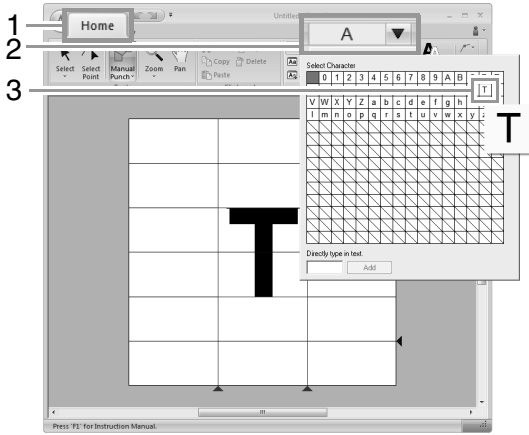 1
Home
Untitled
2
A
Select
Select Point
Manual Punch
Zoom
Pan
Copy
Delete
Paste
Select Character
0 1 2 3 4 5 6 7 8 9 A B
3
T
V W X Y Z a b c d e f g h
l m n o p q r s t u v w x y z
T
T
Directly type in text.
Add
Press 'F1' for Instruction Manual.